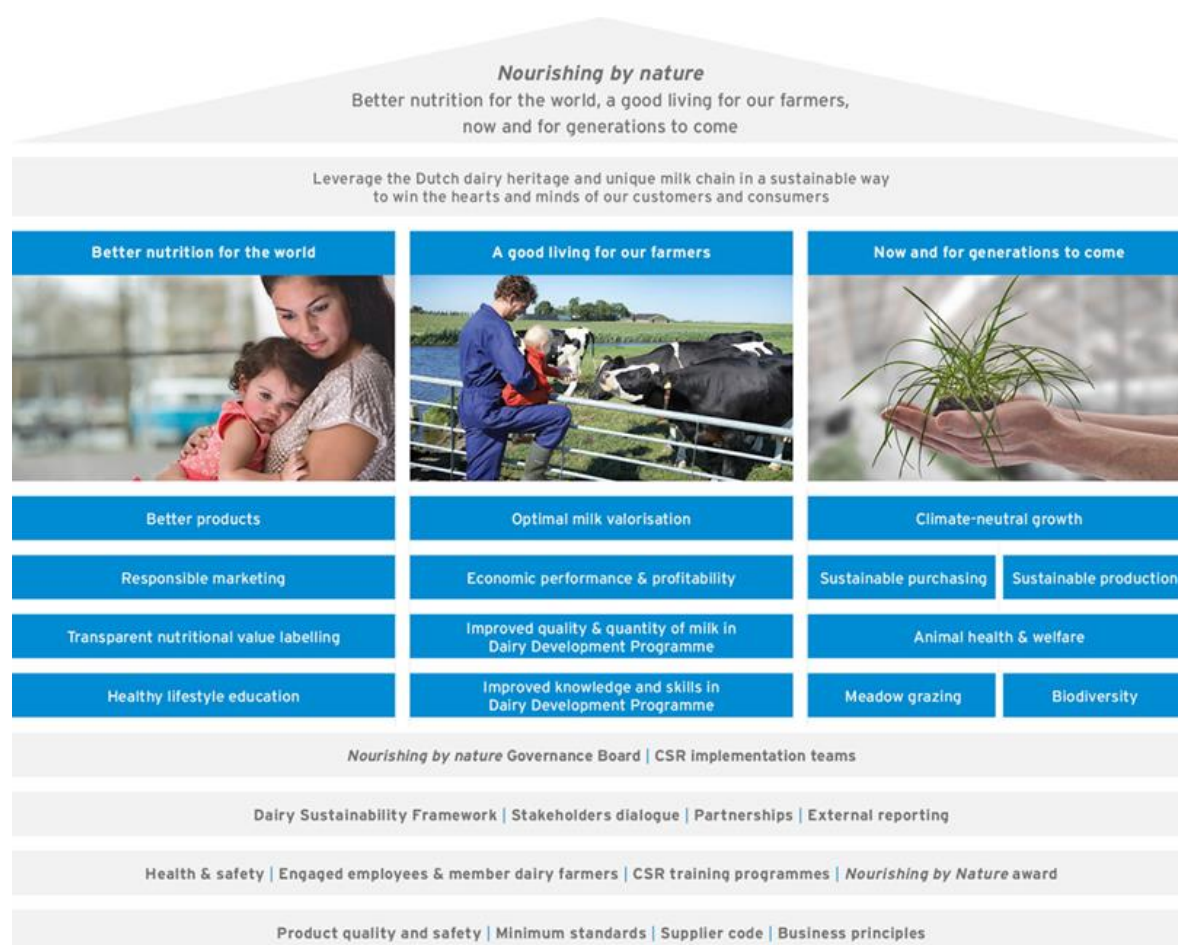 Nourishing by nature
Better nutrition for the world, a good living for our farmers,
now and for generations to come
Leverage the Dutch dairy heritage and unique milk chain in a sustainable way
to win the hearts and minds of our customers and consumers
Better nutrition for the world
A good living for our farmers
Now and for generations to come
Better products
Optimal milk valorisation
Climate-neutral growth
Responsible marketing
Economic performance & profitability
Sustainable purchasing
Sustainable production
Transparent nutritional value labelling
Improved quality & quantity of milk in
Dairy Development Programme
Animal health & welfare
Healthy lifestyle education
Improved knowledge and skills in
Dairy Development Programme
Meadow grazing
Biodiversity
Nourishing by nature Governance Board | CSR implementation teams
Dairy Sustainability Framework | Stakeholders dialogue | Partnerships | External reporting
Health & safety | Engaged employees & member dairy farmers | CSR training programmes | Nourishing by Nature award
Product quality and safety | Minimum standards | Supplier code | Business principles